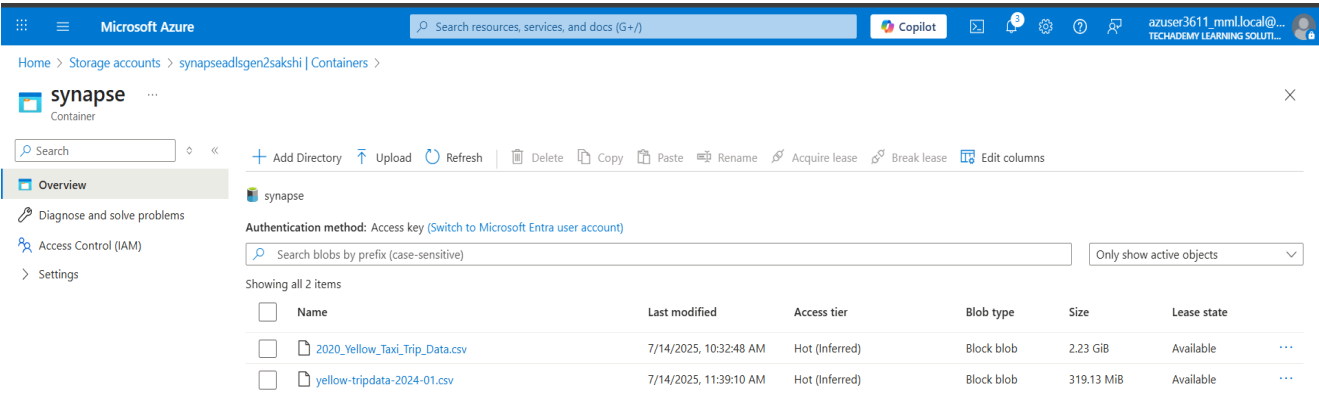 Microsoft Azure
Search resources, services, and docs (G+/)
Copilot
3
azuser3611_mml.local@...
TECHADEMY LEARNING SOLUTI...
Home > Storage accounts > synapseadlsgen2sakshi | Containers >
synapse ...
Container
Search
Add Directory Upload Refresh Delete Copy Paste Rename Acquire lease Break lease Edit columns
Overview
Diagnose and solve problems
Access Control (IAM)
Settings
synapse
Authentication method: Access key (Switch to Microsoft Entra user account)
Search blobs by prefix (case-sensitive)
Only show active objects
Showing all 2 items
Name Last modified Access tier Blob type Size Lease state
2020_Yellow_Taxi_Trip_Data.csv 7/14/2025, 10:32:48 AM Hot (Inferred) Block blob 2.23 GiB Available ...
yellow-tripdata-2024-01.csv 7/14/2025, 11:39:10 AM Hot (Inferred) Block blob 319.13 MiB Available ...